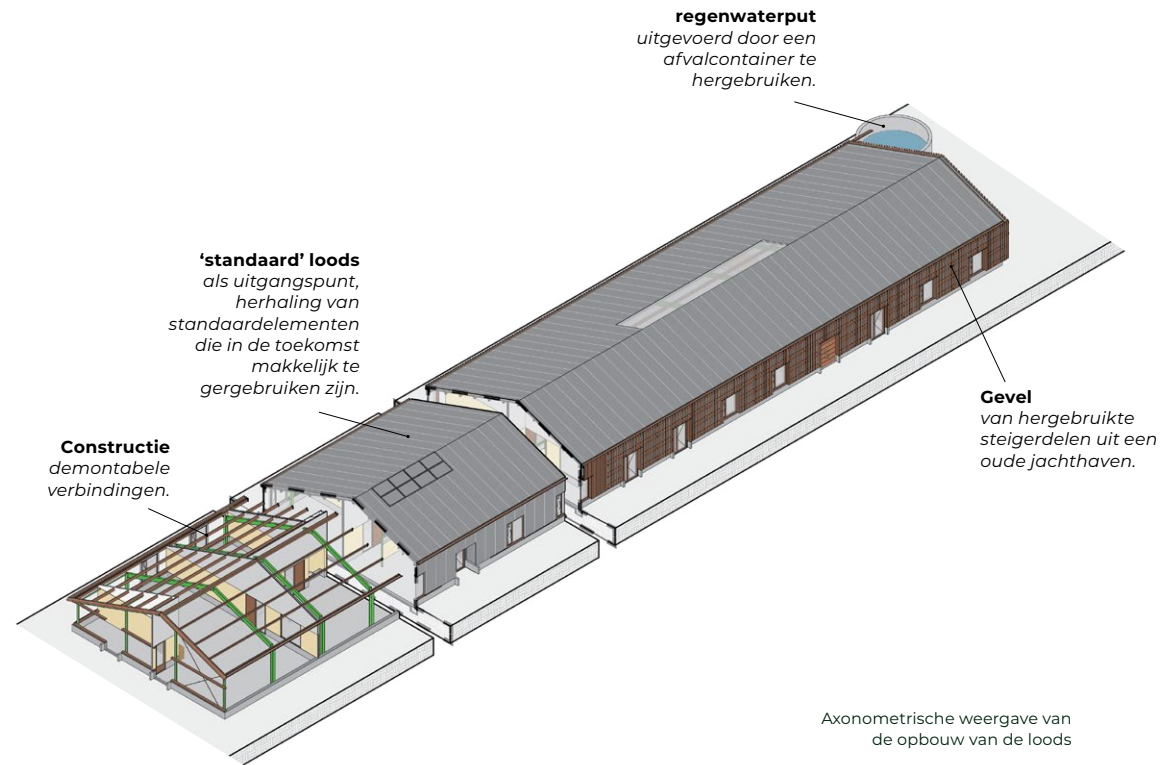 regenwaterput
uitgevoerd door een
afvalcontainer te
hergebruiken.
‘standaard’ loods
als uitgangspunt,
herhaling van
standaardelementen
die in de toekomst
makkelijk te
gergebruiken zijn.
Gevel
van hergebruikte
steigerdelen uit een
oude jachthaven.
Constructie
demontabele
verbindingen.
Axonometrische weergave van
de opbouw van de loods